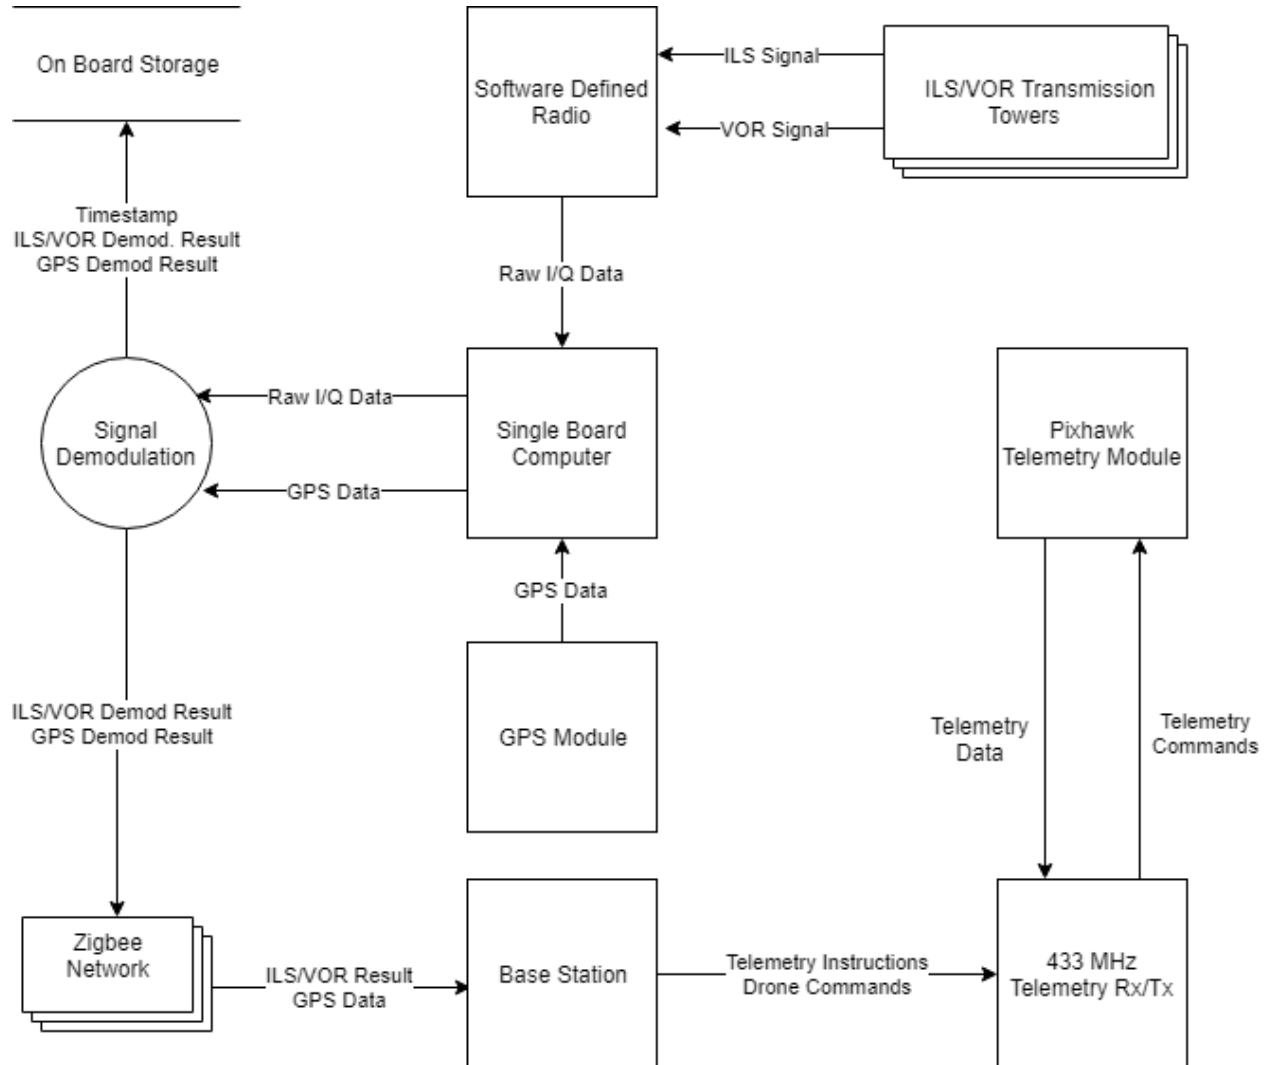 On Board Storage
Software Defined
Radio
ILS Signal
VOR Signal
ILS/VOR Transmission
Towers
Timestamp
ILS/VOR Demod. Result
GPS Demod Result
Raw I/Q Data
Signal
Demodulation
Raw I/Q Data
GPS Data
Single Board
Computer
Pixhawk
Telemetry Module
GPS Data
GPS Module
ILS/VOR Demod Result
GPS Demod Result
Telemetry
Data
Telemetry
Commands
Zigbee
Network
ILS/VOR Result
GPS Data
Base Station
Telemetry Instructions
Drone Commands
433 MHz
Telemetry Rx/Tx